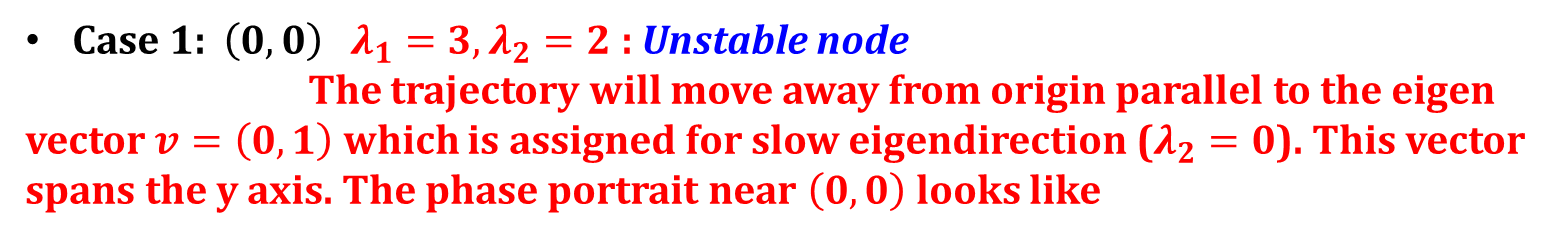 • Case 1: (0, 0) λ₁ = 3, λ₂ = 2 : Unstable node
The trajectory will move away from origin parallel to the eigen
vector v = (0, 1) which is assigned for slow eigendirection (λ₂ = 0). This vector
spans the y axis. The phase portrait near (0, 0) looks like